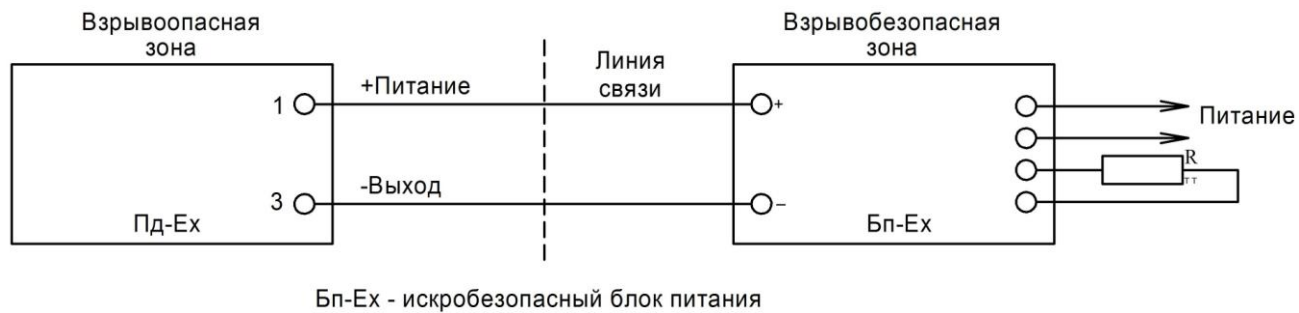 Взрывоопасная
зона
Взрывобезопасная
зона
+Питание
Линия
связи
1
+
Питание
R
тт
-Выход
3
–
Пд-Ех
Бп-Ех
Бп-Ех - искробезопасный блок питания